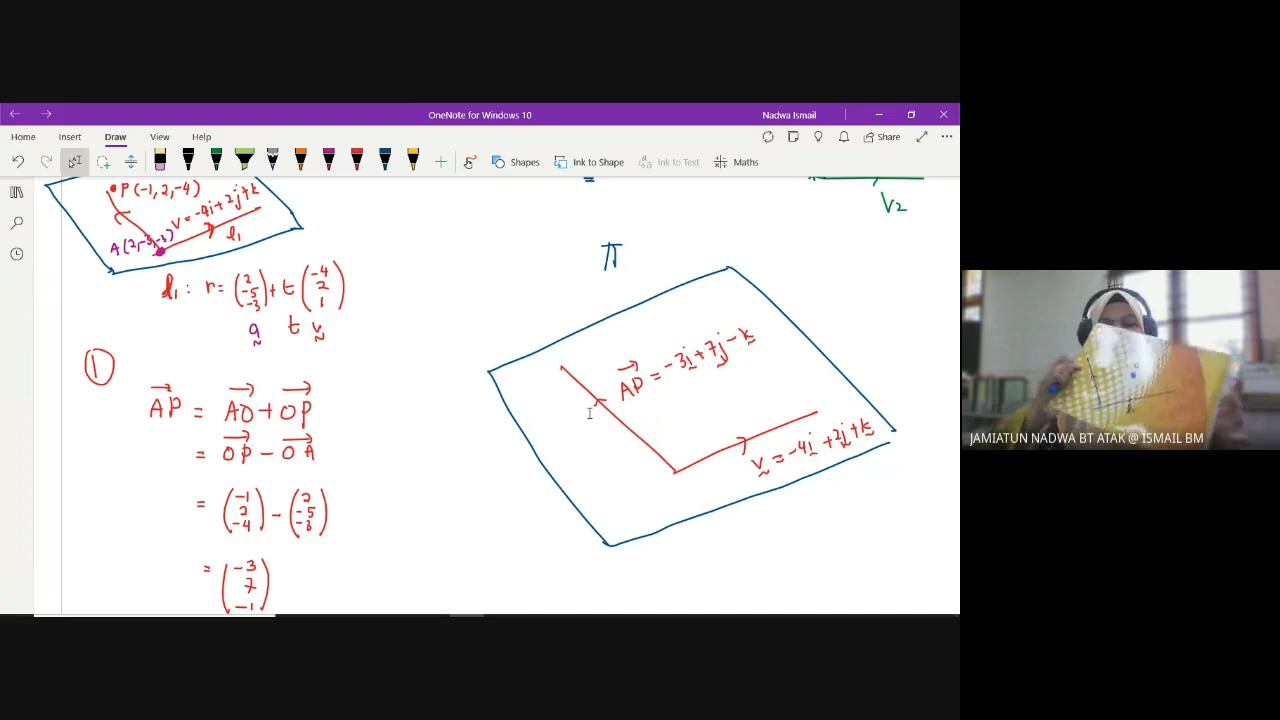 OneNote for Windows 10
Nadwa Ismail
Home Insert Draw View Help
Share
Shapes Ink to Shape Ink to Text Maths
P (-1, 2, -4)
v = -4i + 2j + k
A (2, -5, -3)
l₁
l₁ : r = (2 -5 -3) + t (-4 2 1)
a t v
①
AP = AO + OP
= OP - OA
= (-1 2 -4) - (2 -5 -3)
= (-3 7 -1)
V₂
π
AP = -3i + 7j - k
v = -4i + 2j + k
JAMIATUN NADWA BT ATAK @ ISMAIL BM